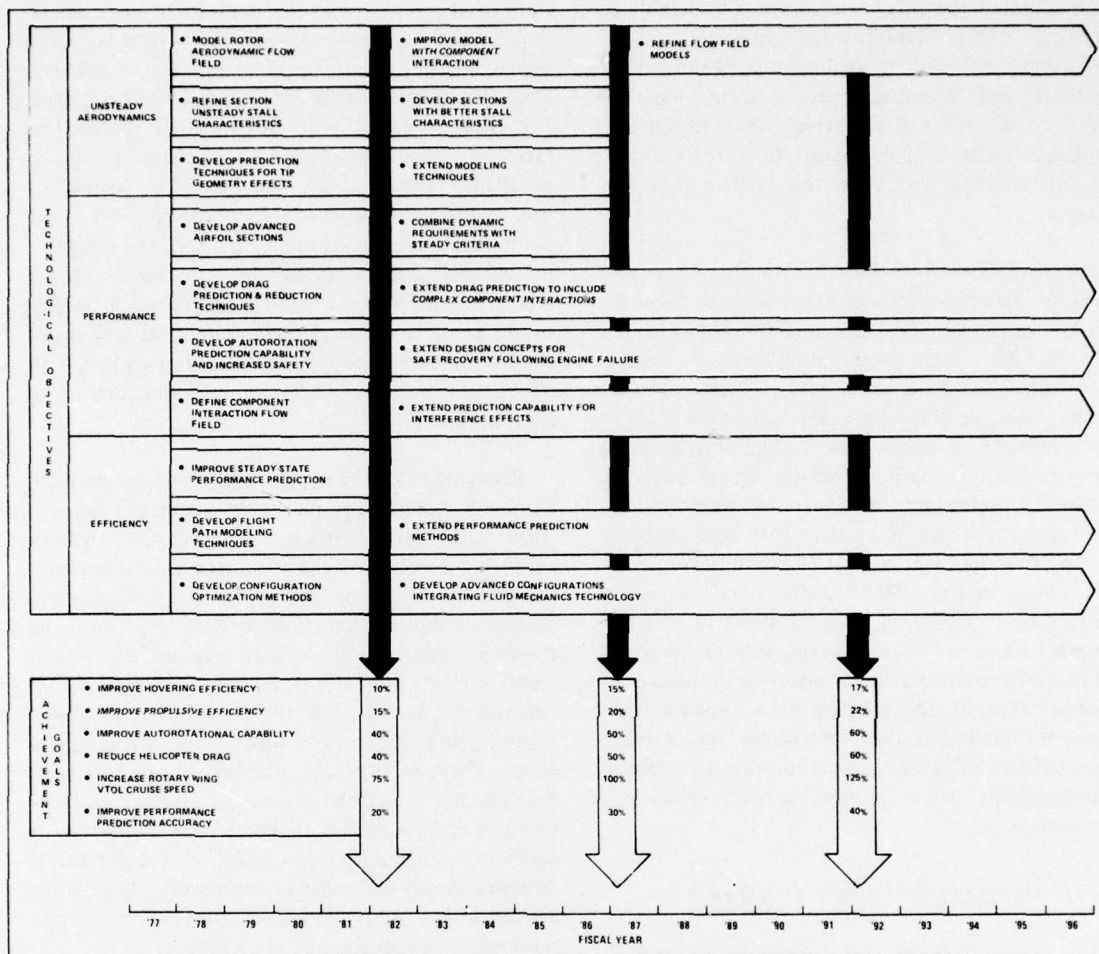 TECHNOLOGICAL OBJECTIVES
UNSTEADY
AERODYNAMICS
• MODEL ROTOR
AERODYNAMIC FLOW
FIELD
• IMPROVE MODEL
WITH COMPONENT
INTERACTION
• REFINE FLOW FIELD
MODELS
• REFINE SECTION
UNSTEADY STALL
CHARACTERISTICS
• DEVELOP SECTIONS
WITH BETTER STALL
CHARACTERISTICS
• DEVELOP PREDICTION
TECHNIQUES FOR TIP
GEOMETRY EFFECTS
• EXTEND MODELING
TECHNIQUES
PERFORMANCE
• DEVELOP ADVANCED
AIRFOIL SECTIONS
• COMBINE DYNAMIC
REQUIREMENTS WITH
STEADY CRITERIA
• DEVELOP DRAG
PREDICTION & REDUCTION
TECHNIQUES
• EXTEND DRAG PREDICTION TO INCLUDE
COMPLEX COMPONENT INTERACTIONS
• DEVELOP AUTOROTATION
PREDICTION CAPABILITY
AND INCREASED SAFETY
• EXTEND DESIGN CONCEPTS FOR
SAFE RECOVERY FOLLOWING ENGINE FAILURE
• DEFINE COMPONENT
INTERACTION FLOW
FIELD
• EXTEND PREDICTION CAPABILITY FOR
INTERFERENCE EFFECTS
EFFICIENCY
• IMPROVE STEADY-STATE
PERFORMANCE PREDICTION
• DEVELOP FLIGHT
PATH MODELING
TECHNIQUES
• EXTEND PERFORMANCE PREDICTION
METHODS
• DEVELOP CONFIGURATION
OPTIMIZATION METHODS
• DEVELOP ADVANCED CONFIGURATIONS
INTEGRATING FLUID MECHANICS TECHNOLOGY
ACHIEVEMENT GOALS
• IMPROVE HOVERING EFFICIENCY 10% 15% 17%
• IMPROVE PROPULSIVE EFFICIENCY 15% 20% 22%
• IMPROVE AUTOROTATIONAL CAPABILITY 40% 50% 60%
• REDUCE HELICOPTER DRAG 40% 50% 60%
• INCREASE ROTARY WING
VTOL CRUISE SPEED 75% 100% 125%
• IMPROVE PERFORMANCE
PREDICTION ACCURACY 20% 30% 40%
'77 '78 '79 '80 '81 '82 '83 '84 '85 '86 '87 '88 '89 '90 '91 '92 '93 '94 '95 '96
FISCAL YEAR